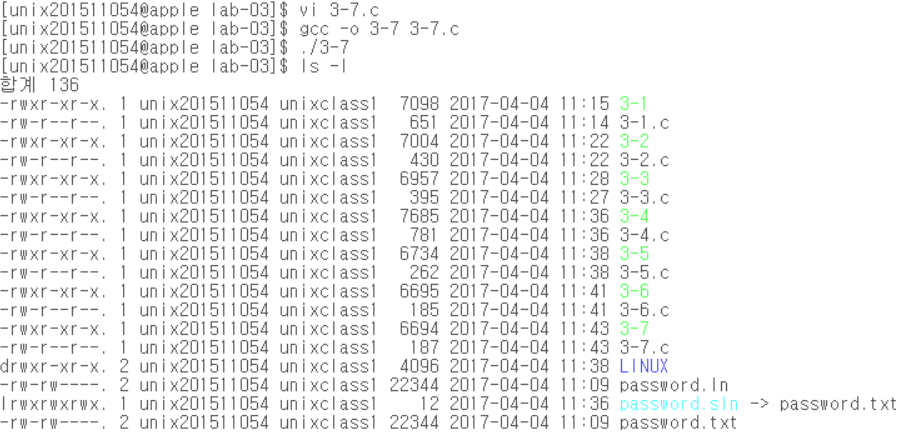 [unix201511054@apple lab-03]$ vi 3-7.c
[unix201511054@apple lab-03]$ gcc -o 3-7 3-7.c
[unix201511054@apple lab-03]$ ./3-7
[unix201511054@apple lab-03]$ ls -l
합계 136
-rwxr-xr-x. 1 unix201511054 unixclass1  7098 2017-04-04 11:15 3-1
-rw-r--r--. 1 unix201511054 unixclass1   651 2017-04-04 11:14 3-1.c
-rwxr-xr-x. 1 unix201511054 unixclass1  7004 2017-04-04 11:22 3-2
-rw-r--r--. 1 unix201511054 unixclass1   430 2017-04-04 11:22 3-2.c
-rwxr-xr-x. 1 unix201511054 unixclass1  6957 2017-04-04 11:28 3-3
-rw-r--r--. 1 unix201511054 unixclass1   395 2017-04-04 11:27 3-3.c
-rwxr-xr-x. 1 unix201511054 unixclass1  7685 2017-04-04 11:36 3-4
-rw-r--r--. 1 unix201511054 unixclass1   781 2017-04-04 11:36 3-4.c
-rwxr-xr-x. 1 unix201511054 unixclass1  6734 2017-04-04 11:38 3-5
-rw-r--r--. 1 unix201511054 unixclass1   262 2017-04-04 11:38 3-5.c
-rwxr-xr-x. 1 unix201511054 unixclass1  6695 2017-04-04 11:41 3-6
-rw-r--r--. 1 unix201511054 unixclass1   185 2017-04-04 11:41 3-6.c
-rwxr-xr-x. 1 unix201511054 unixclass1  6694 2017-04-04 11:43 3-7
-rw-r--r--. 1 unix201511054 unixclass1   187 2017-04-04 11:43 3-7.c
drwxr-xr-x. 2 unix201511054 unixclass1  4096 2017-04-04 11:38 LINUX
-rw-rw----. 2 unix201511054 unixclass1 22344 2017-04-04 11:09 password.ln
lrwxrwxrwx. 1 unix201511054 unixclass1    12 2017-04-04 11:36 password.sln -> password.txt
-rw-rw----. 2 unix201511054 unixclass1 22344 2017-04-04 11:09 password.txt